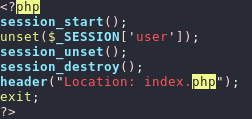 <?php
session_start();
unset($_SESSION['user']);
session_unset();
session_destroy();
header("Location: index.php");
exit;
?>